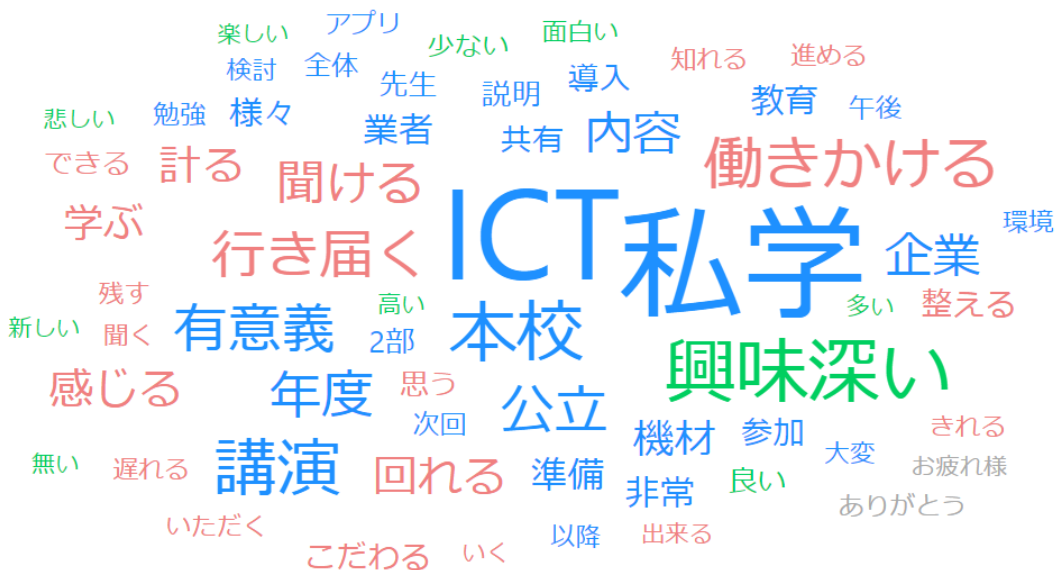 楽しい
アプリ
少ない
面白い
検討
全体
先生
説明
導入
知れる
進める
悲しい
勉強
様々
業者
共有
内容
教育
午後
できる
計る
聞ける
働きかける
学ぶ
行き届く
ICT
私学
企業
環境
残す
新しい
聞く
有意義
高い
2部
本校
多い
整える
感じる
年度
思う
次回
公立
興味深い
機材
参加
きれる
無い
遅れる
講演
回れる
準備
非常
良い
大変
お疲れ様
ありがとう
いただく
こだわる
いく
以降
出来る